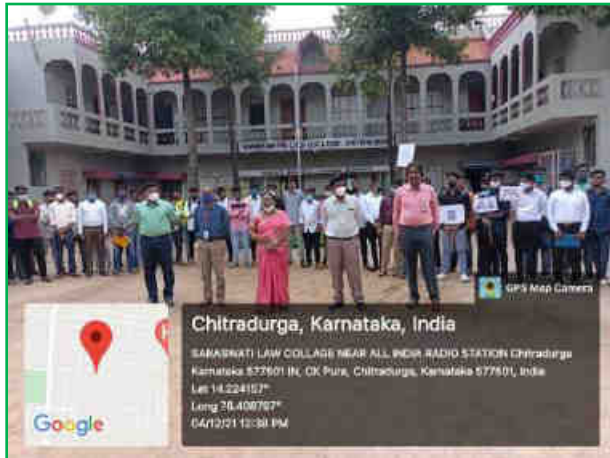 GPS Map Camera
Chitradurga, Karnataka, India
SARASWATI LAW COLLAGE NEAR ALL INDIA RADIO STATION Chitradurga
Karnataka 577501 IN, CK Pura, Chitradurga, Karnataka 577501, India
Lat 14.224157°
Long 76.408767°
04/12/21 12:38 PM
Google